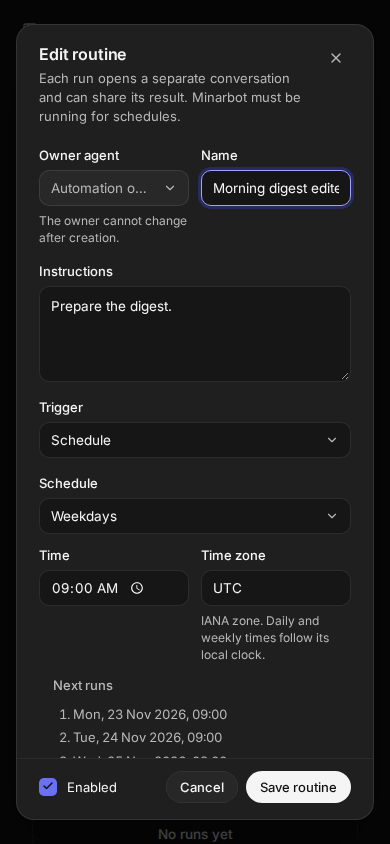 Edit routine
Each run opens a separate conversation
and can share its result. Minarbot must be
running for schedules.
Owner agent
Name
Automation o...
Morning digest edite
The owner cannot change
after creation.
Instructions
Prepare the digest.
Trigger
Schedule
Schedule
Weekdays
Time
Time zone
09:00 AM
UTC
IANA zone. Daily and
weekly times follow its
local clock.
Next runs
1. Mon, 23 Nov 2026, 09:00
2. Tue, 24 Nov 2026, 09:00
Enabled
Cancel
Save routine
No runs yet